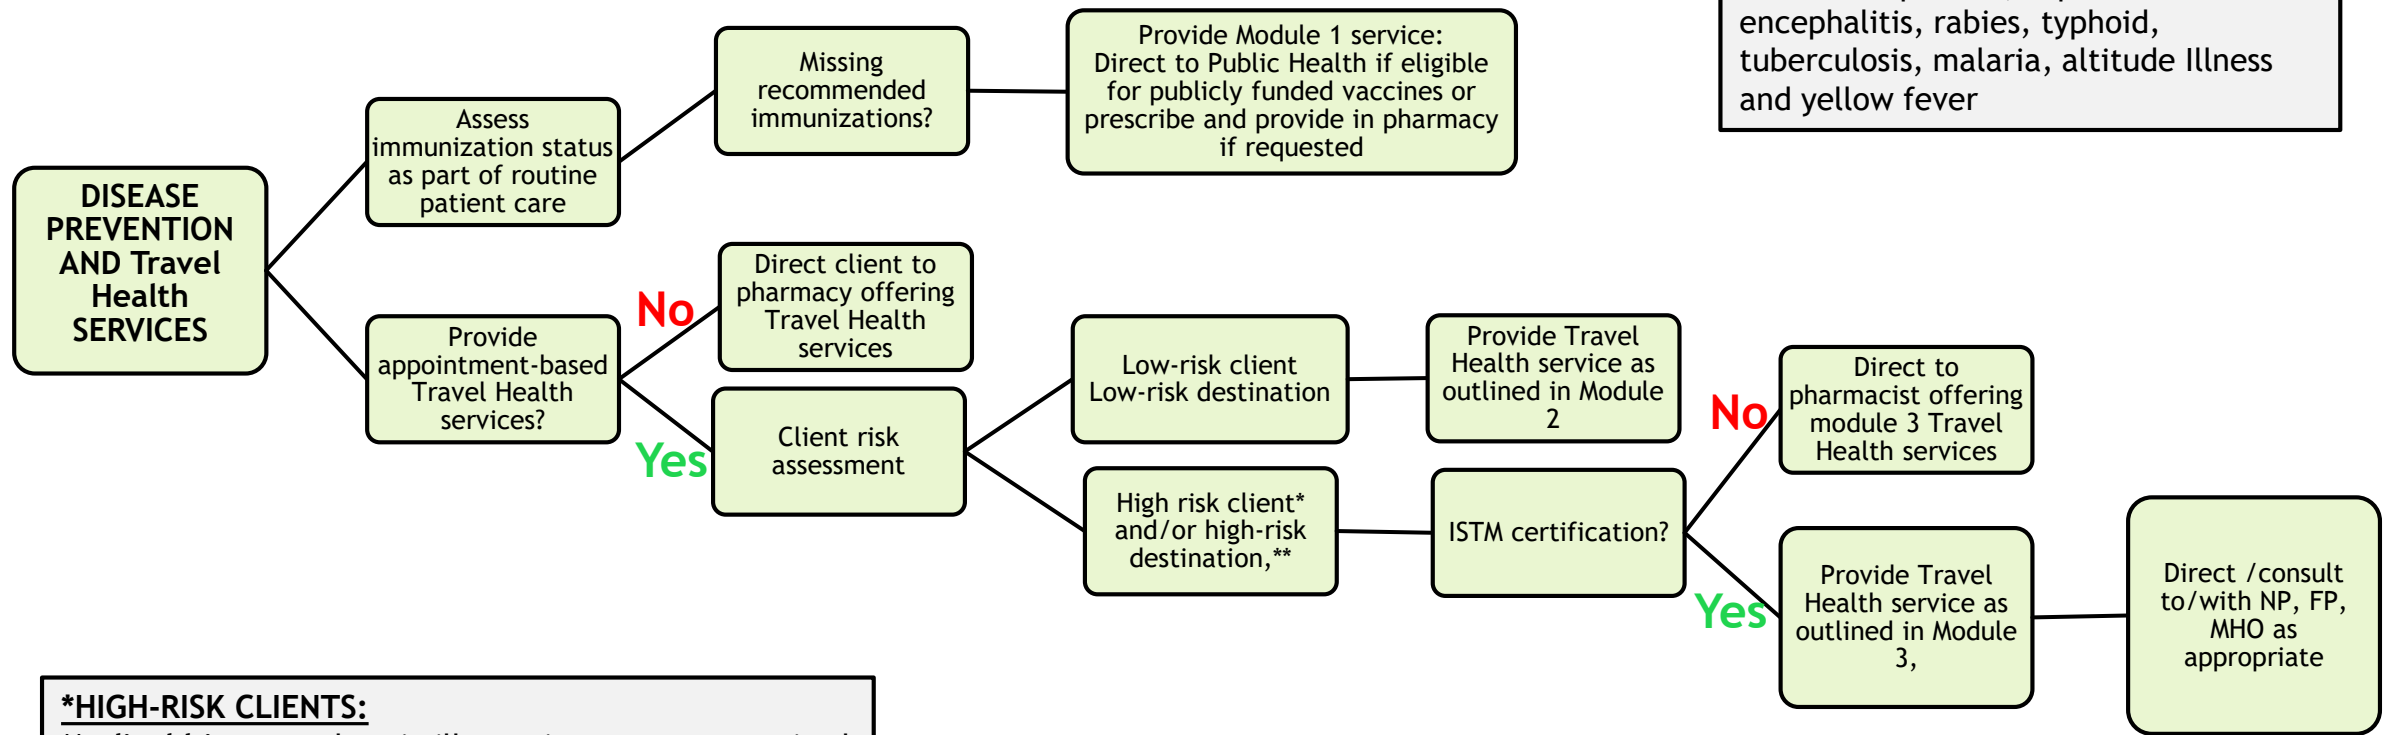 encephalitis, rabies, typhoid,
tuberculosis, malaria, altitude Illness
and yellow fever
Provide Module 1 service:
Direct to Public Health if eligible
for publicly funded vaccines or
prescribe and provide in pharmacy
if requested
Missing
recommended
immunizations?
Assess
immunization status
as part of routine
patient care
DISEASE
PREVENTION
AND Travel
Health
SERVICES
Direct client to
pharmacy offering
Travel Health
services
No
Provide
appointment-based
Travel Health
services?
Yes
Client risk
assessment
Low-risk client
Low-risk destination
Provide Travel
Health service as
outlined in Module
2
High risk client*
and/or high-risk
destination,**
ISTM certification?
No
Direct to
pharmacist offering
module 3 Travel
Health services
Yes
Provide Travel
Health service as
outlined in Module
3,
Direct /consult
to/with NP, FP,
MHO as
appropriate
*HIGH-RISK CLIENTS: